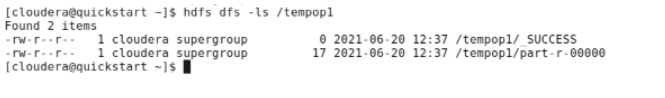 [cloudera@quickstart ~]$ hdfs dfs -ls /tempop1
Found 2 items
-rw-r--r--   1 cloudera supergroup          0 2021-06-20 12:37 /tempop1/_SUCCESS
-rw-r--r--   1 cloudera supergroup         17 2021-06-20 12:37 /tempop1/part-r-00000
[cloudera@quickstart ~]$